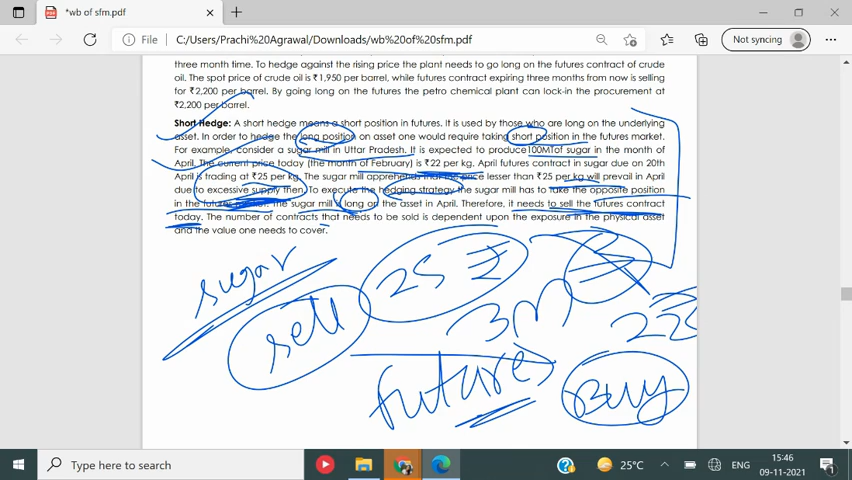 *wb of sfm.pdf
File
C:/Users/Prachi%20Agrawal/Downloads/wb%20of%20sfm.pdf
Not syncing
three month time. To hedge against the rising price the plant needs to go long on the futures contract of crude
oil. The spot price of crude oil is ₹1,950 per barrel, while futures contract expiring three months from now is selling
for ₹2,200 per barrel. By going long on the futures the petro chemical plant can lock-in the procurement at
₹2,200 per barrel.
Short Hedge: A short hedge means a short position in futures. It is used by those who are long on the underlying
asset. In order to hedge the long position on asset one would require taking short position in the futures market.
For example, consider a sugar mill in Uttar Pradesh. It is expected to produce100MTof sugar in the month of
April. The current price today (the month of February) is ₹22 per kg. April futures contract in sugar due on 20th
April is trading at ₹25 per kg. The sugar mill apprehends that the price lesser than ₹25 per kg will prevail in April
due to excessive supply then. To execute the hedging strategy the sugar mill has to take the opposite position
in the futures market. The sugar mill is long on the asset in April. Therefore, it needs to sell the futures contract
today. The number of contracts that needs to be sold is dependent upon the exposure in the physical asset
and the value one needs to cover.
sugar
25 ₹
sell
3m
225
futures
Buy
Type here to search
25°C
ENG
15:46
09-11-2021